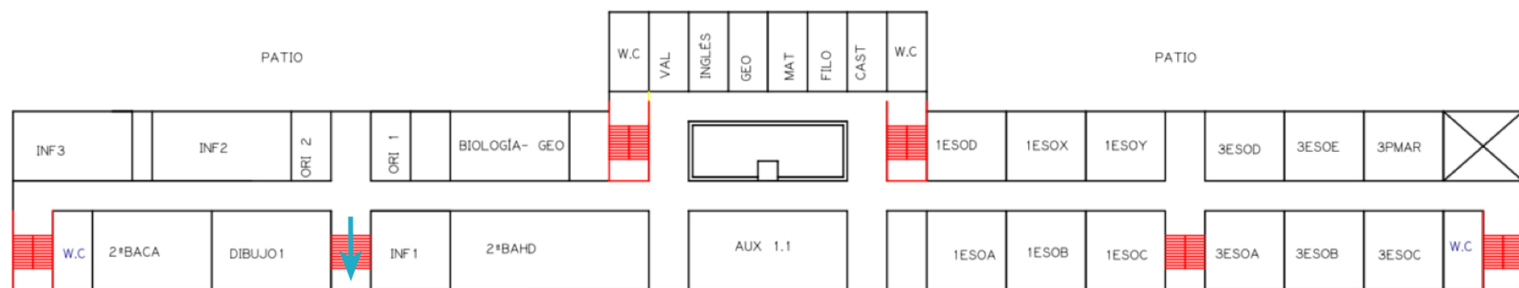 W.C
VAL
INGLÉS
GEO
MAT
FILO
CAST
W.C
PATIO
PATIO
INF3
INF2
ORI 2
ORI 1
BIOLOGÍA- GEO
1ESOD
1ESOX
1ESOY
3ESOD
3ESOE
3PMAR
W.C
2ºBACA
DIBUJO1
INF1
2ºBAHD
AUX 1.1
1ESOA
1ESOB
1ESOC
3ESOA
3ESOB
3ESOC
W.C